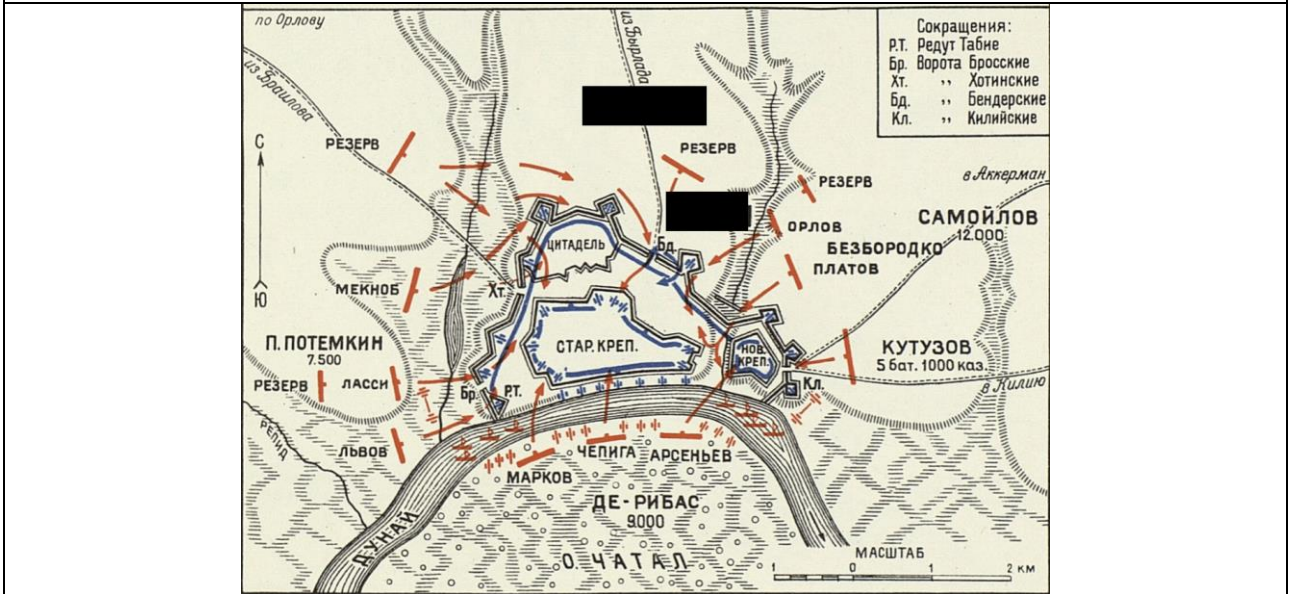 по Орлову
из Браилова
из Бырлада
Сокращения:
Р.Т. Редут Табие
Бр. Ворота Бросские
Хт. ,, Хотинские
Бд. ,, Бендерские
Кл. ,, Килийские
С
Ю
РЕЗЕРВ
РЕЗЕРВ
РЕЗЕРВ
в Аккерман
САМОЙЛОВ
12.000
ОРЛОВ
БЕЗБОРОДКО
ПЛАТОВ
ЦИТАДЕЛЬ
Бд.
МЕКНОБ
Хт.
П. ПОТЕМКИН
7.500
СТАР. КРЕП.
НОВ.
КРЕП.
КУТУЗОВ
5 бат. 1000 каз.
РЕЗЕРВ
ЛАССИ
Бр.
Р.Т.
Кл.
в Килию
РЕПИД
ЛЬВОВ
ЧЕПИГА
АРСЕНЬЕВ
МАРКОВ
ДЕ-РИБАС
9.000
ДУНАЙ
О. ЧАТАЛ
МАСШТАБ
1 0 1 2 км